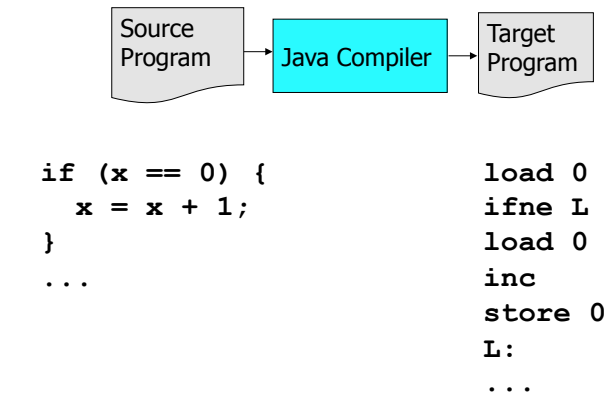 Source
Program
Java Compiler
Target
Program
if (x == 0) {
  x = x + 1;
}
...
load 0
ifne L
load 0
inc
store 0
L:
...